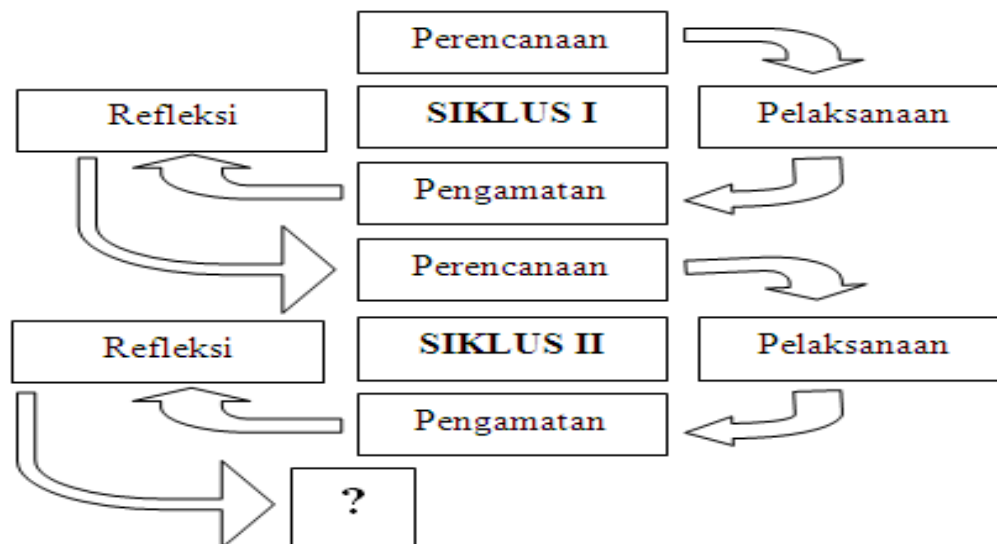 Perencanaan
Refleksi
SIKLUS I
Pelaksanaan
Pengamatan
Perencanaan
Refleksi
SIKLUS II
Pelaksanaan
Pengamatan
?